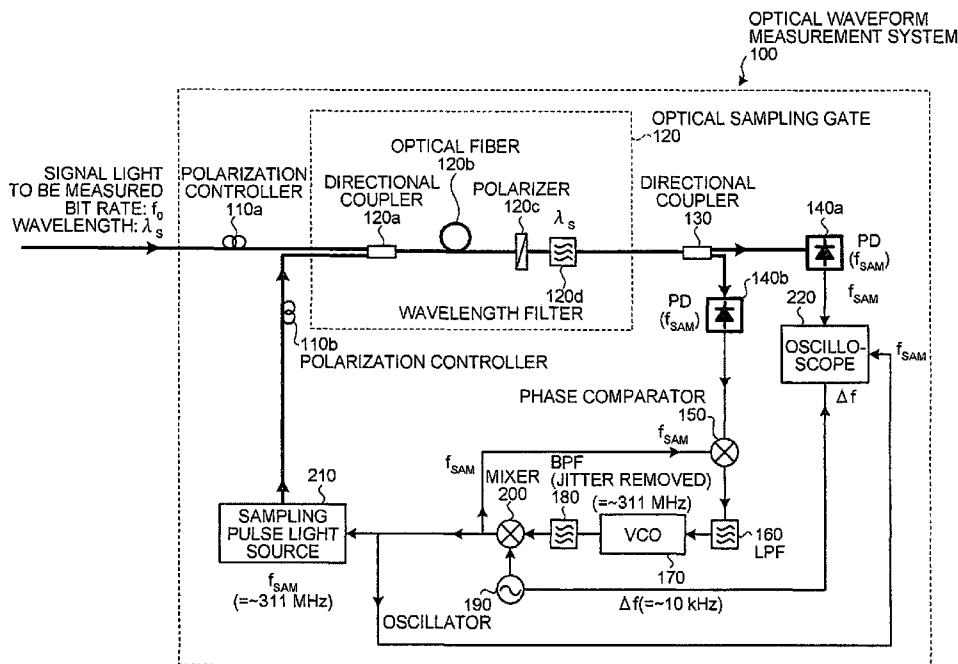 OPTICAL WAVEFORM
MEASUREMENT SYSTEM
100
OPTICAL SAMPLING GATE
120
SIGNAL LIGHT
TO BE MEASURED
BIT RATE: f₀
WAVELENGTH: λs
POLARIZATION
CONTROLLER
110a
OPTICAL FIBER
120b
DIRECTIONAL
COUPLER
120a
POLARIZER
120c
λs
120d
WAVELENGTH FILTER
DIRECTIONAL
COUPLER
130
140a
PD
(fSAM)
fSAM
140b
PD
(fSAM)
220
OSCILLO-
SCOPE
fSAM
Δf
110b
POLARIZATION
CONTROLLER
PHASE COMPARATOR
150
fSAM
fSAM
BPF
(JITTER REMOVED)
180
(=~311 MHz)
MIXER
200
210
SAMPLING
PULSE LIGHT
SOURCE
fSAM
(=~311 MHz)
VCO
170
160
LPF
190
OSCILLATOR
Δf(=~10 kHz)